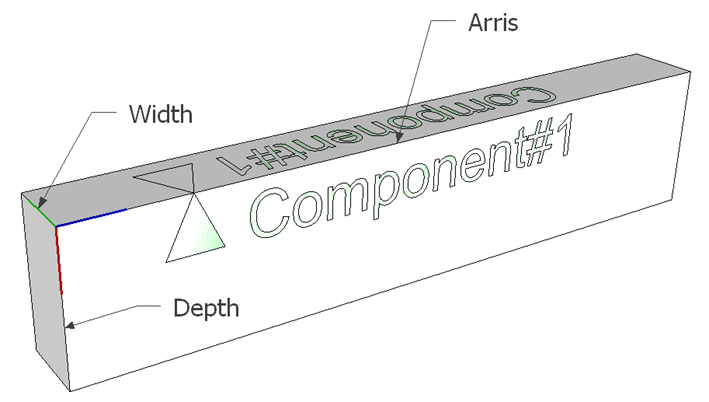 Arris
Width
Component#1
Component#1
Depth